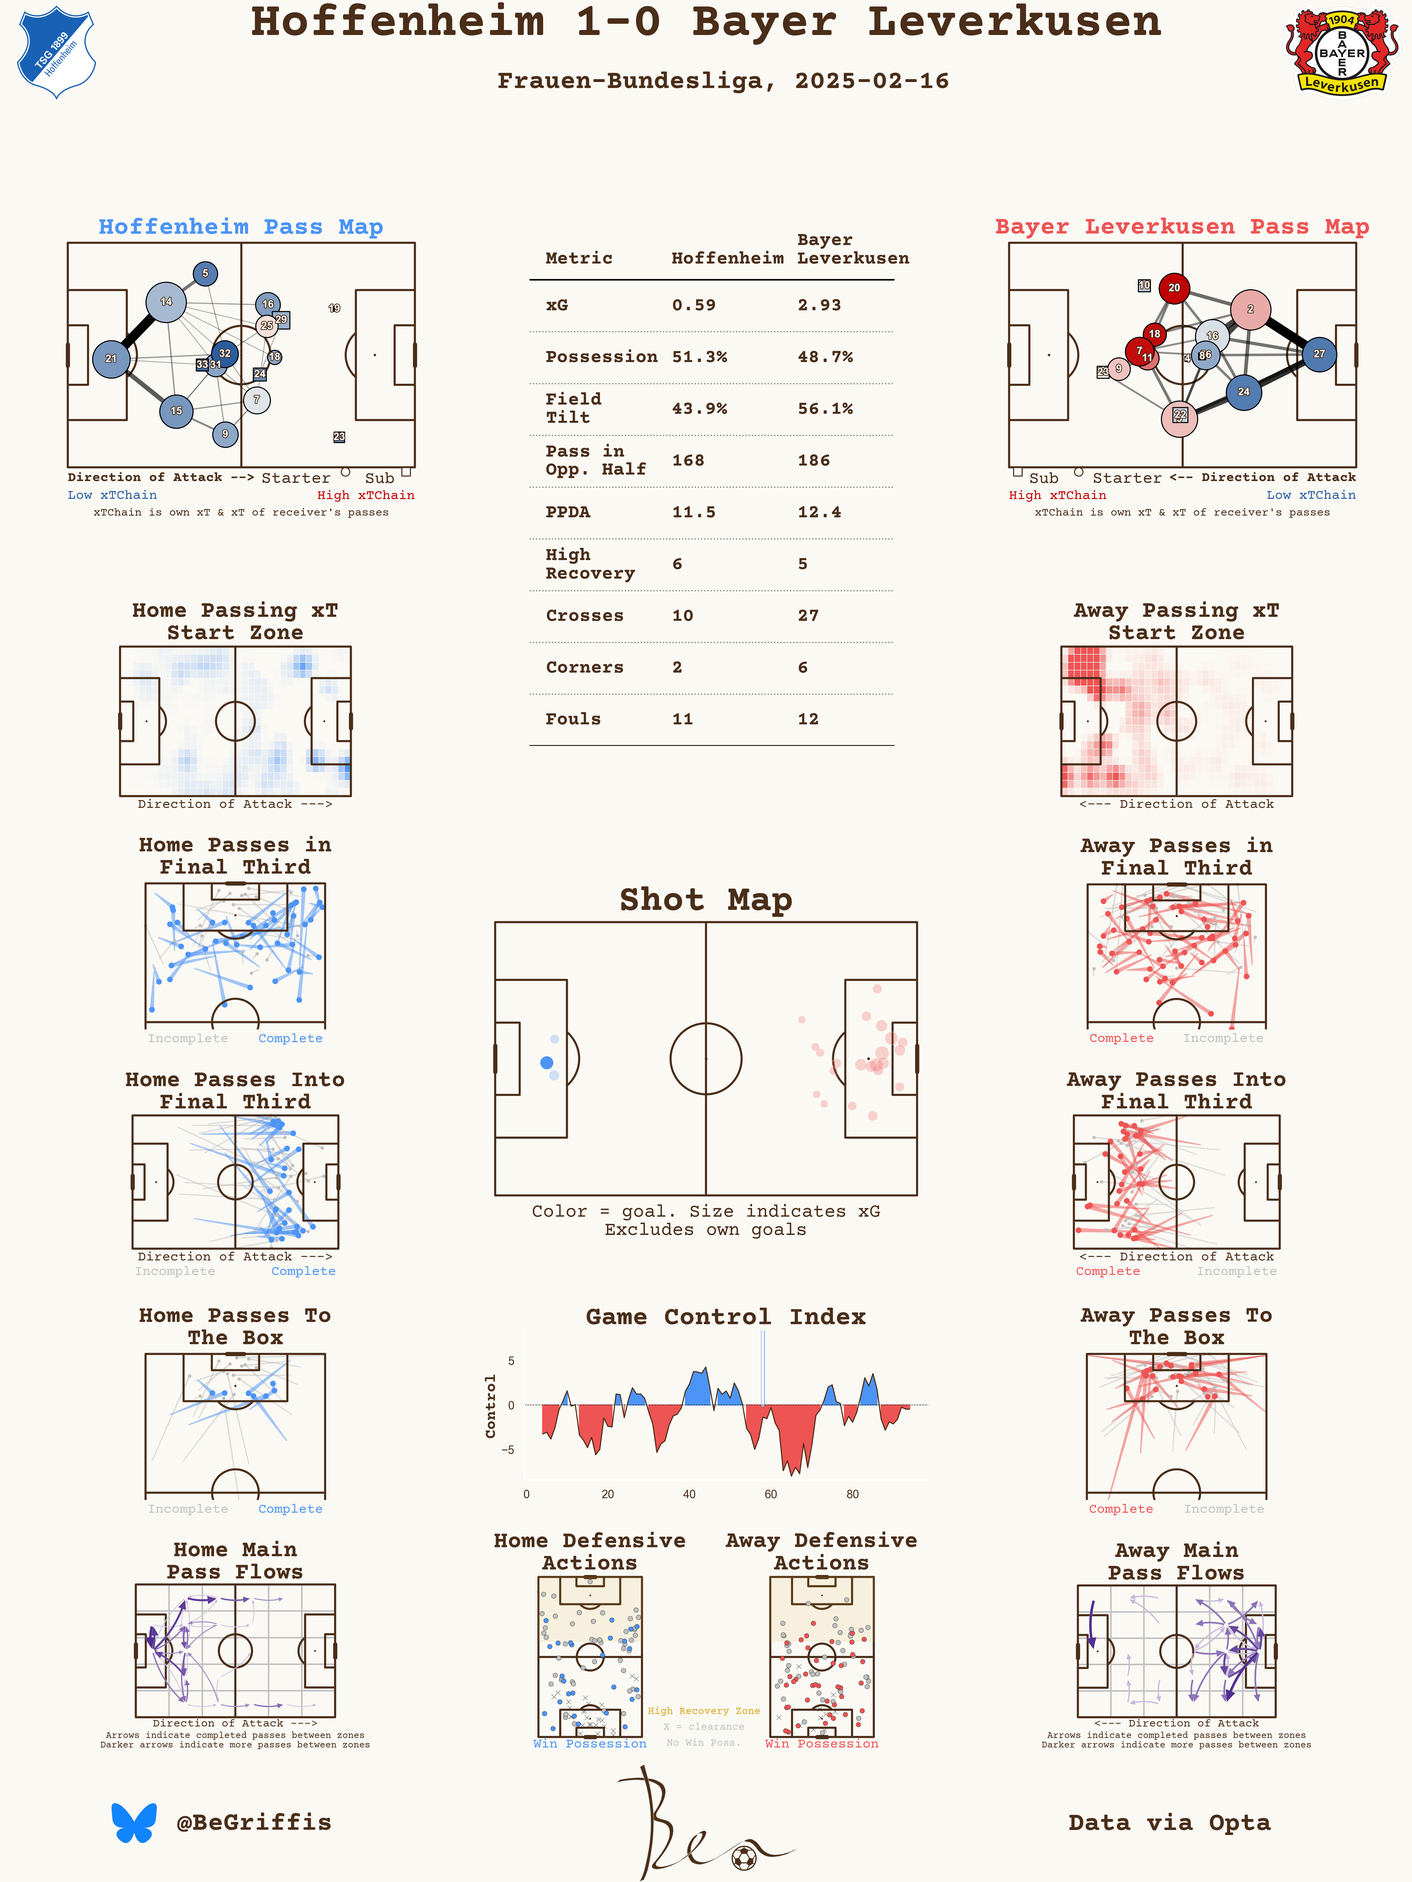 Hoffenheim 1-0 Bayer Leverkusen
Frauen-Bundesliga, 2025-02-16
TSG 1899
Hoffenheim
1904
BAYER
BAYER
Leverkusen
Hoffenheim Pass Map
5
14
16
19
29
25
21
32
18
33
31
24
15
7
9
23
Direction of Attack --> Starter Sub
Low xTChain High xTChain
xTChain is own xT & xT of receiver's passes
Metric Hoffenheim Bayer Leverkusen
xG 0.59 2.93
Possession 51.3% 48.7%
Field Tilt 43.9% 56.1%
Pass in Opp. Half 168 186
PPDA 11.5 12.4
High Recovery 6 5
Crosses 10 27
Corners 2 6
Fouls 11 12
Bayer Leverkusen Pass Map
10
20
2
18
16
7
11
4
8
6
27
9
24
22
Sub Starter <-- Direction of Attack
High xTChain Low xTChain
xTChain is own xT & xT of receiver's passes
Home Passing xT
Start Zone
Direction of Attack --->
Away Passing xT
Start Zone
<--- Direction of Attack
Home Passes in
Final Third
Incomplete Complete
Away Passes in
Final Third
Complete Incomplete
Shot Map
Color = goal. Size indicates xG
Excludes own goals
Home Passes Into
Final Third
Direction of Attack --->
Incomplete Complete
Away Passes Into
Final Third
<--- Direction of Attack
Complete Incomplete
Home Passes To
The Box
Incomplete Complete
Game Control Index
Control
5
0
−5
0 20 40 60 80
Away Passes To
The Box
Complete Incomplete
Home Main
Pass Flows
Direction of Attack --->
Arrows indicate completed passes between zones
Darker arrows indicate more passes between zones
Home Defensive
Actions
Win Possession
High Recovery Zone
X = clearance
No Win Poss.
Away Defensive
Actions
Win Possession
Away Main
Pass Flows
<--- Direction of Attack
Arrows indicate completed passes between zones
Darker arrows indicate more passes between zones
@BeGriffis
Ben
Data via Opta